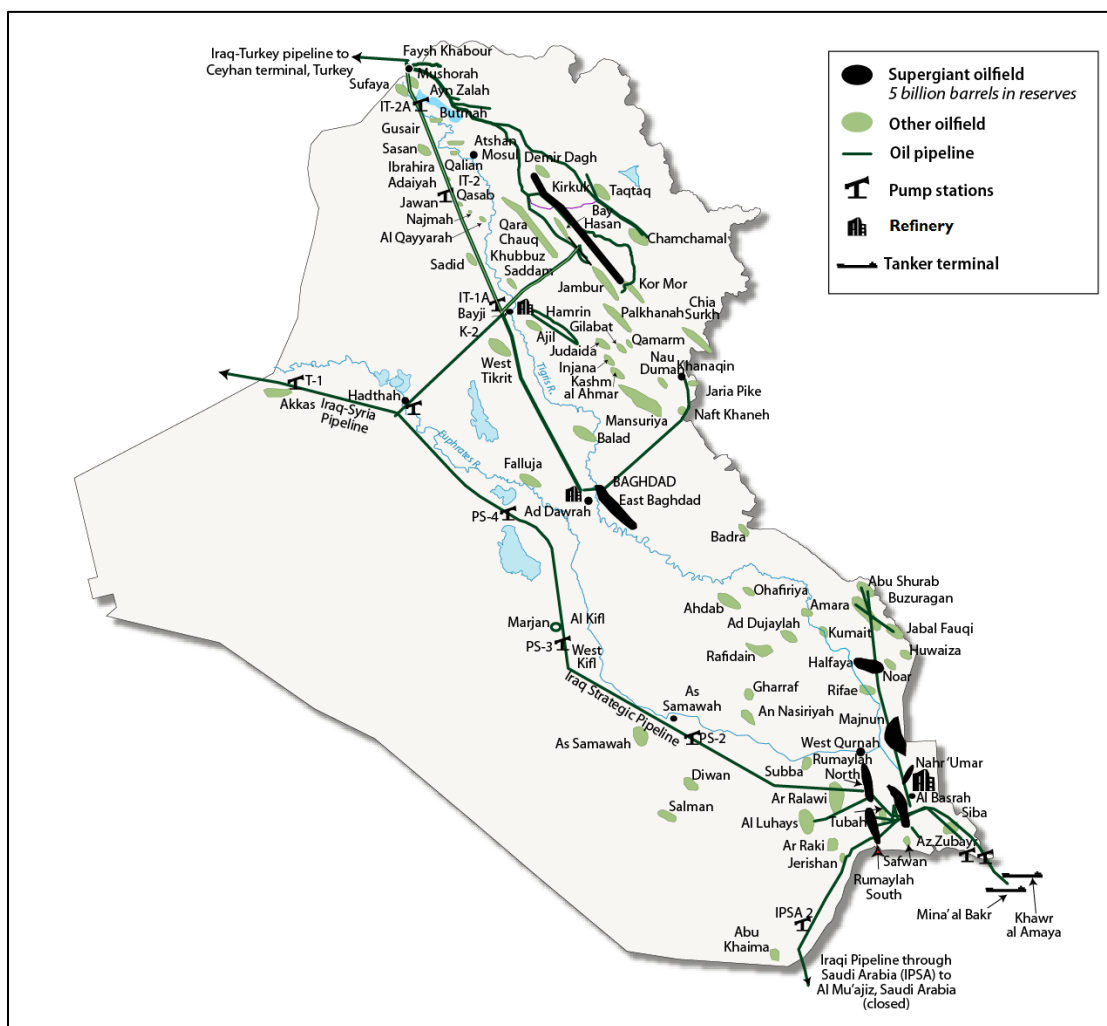 Iraq-Turkey pipeline to
Ceyhan terminal, Turkey
Faysh Khabour
Mushorah
Sufaya
Ayn Zalah
IT-2A
Butmah
Gusair
Atshan
Sasan
Mosul
Demir Dagh
Ibrahira
Qalian
Adaiyah
IT-2
Kirkuk
Taqtaq
Jawan
Qasab
Najmah
Bay
Hasan
Al Qayyarah
Qara
Chauq
Chamchamal
Khubbuz
Sadid
Saddam
Jambur
Kor Mor
IT-1A
Bayji
Hamrin
Palkhanah
Chia
Surkh
K-2
Ajil
Gilabat
Judaida
Qamarm
West
Tikrit
Injana
Nau
Duman
Khanaqin
Kashm
al Ahmar
Jaria Pike
T-1
Hadthah
Tigris R.
Akkas
Iraq-Syria
Pipeline
Mansuriya
Naft Khaneh
Balad
Euphrates R.
Falluja
BAGHDAD
East Baghdad
PS-4
Ad Dawrah
Badra
Abu Shurab
Buzuragan
Ohafiriya
Ahdab
Amara
Marjan
Al Kifl
Ad Dujaylah
Kumait
Jabal Fauqi
PS-3
West
Kifl
Rafidain
Halfaya
Huwaiza
Noar
Iraq Strategic Pipeline
As
Samawah
Gharraf
Rifae
An Nasiriyah
Majnun
As Samawah
PS-2
West Qurnah
Rumaylah
North
Nahr 'Umar
Subba
Diwan
Ar Ralawi
Al Basrah
Salman
Al Luhays
Tubah
Siba
Ar Raki
Az Zubayr
Jerishan
Safwan
Rumaylah
South
IPSA 2
Mina' al Bakr
Khawr
al Amaya
Abu
Khaima
Iraqi Pipeline through
Saudi Arabia (IPSA) to
Al Mu'ajiz, Saudi Arabia
(closed)
Supergiant oilfield
5 billion barrels in reserves
Other oilfield
Oil pipeline
Pump stations
Refinery
Tanker terminal